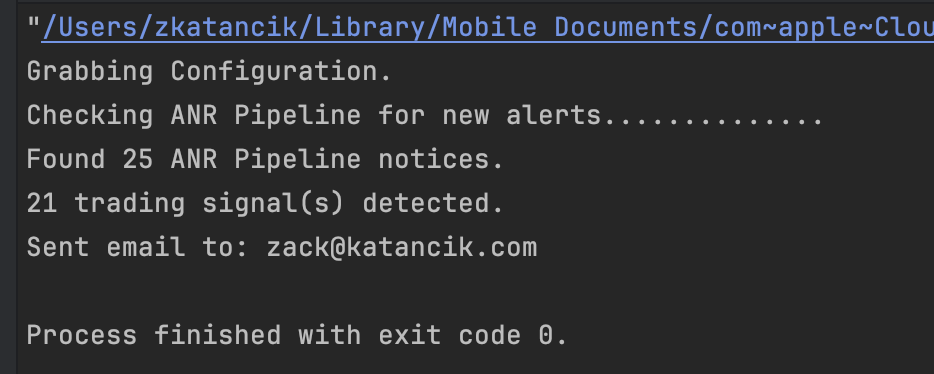 "/Users/zkatancik/Library/Mobile Documents/com~apple~Clou
Grabbing Configuration.
Checking ANR Pipeline for new alerts..............
Found 25 ANR Pipeline notices.
21 trading signal(s) detected.
Sent email to: zack@katancik.com
Process finished with exit code 0.